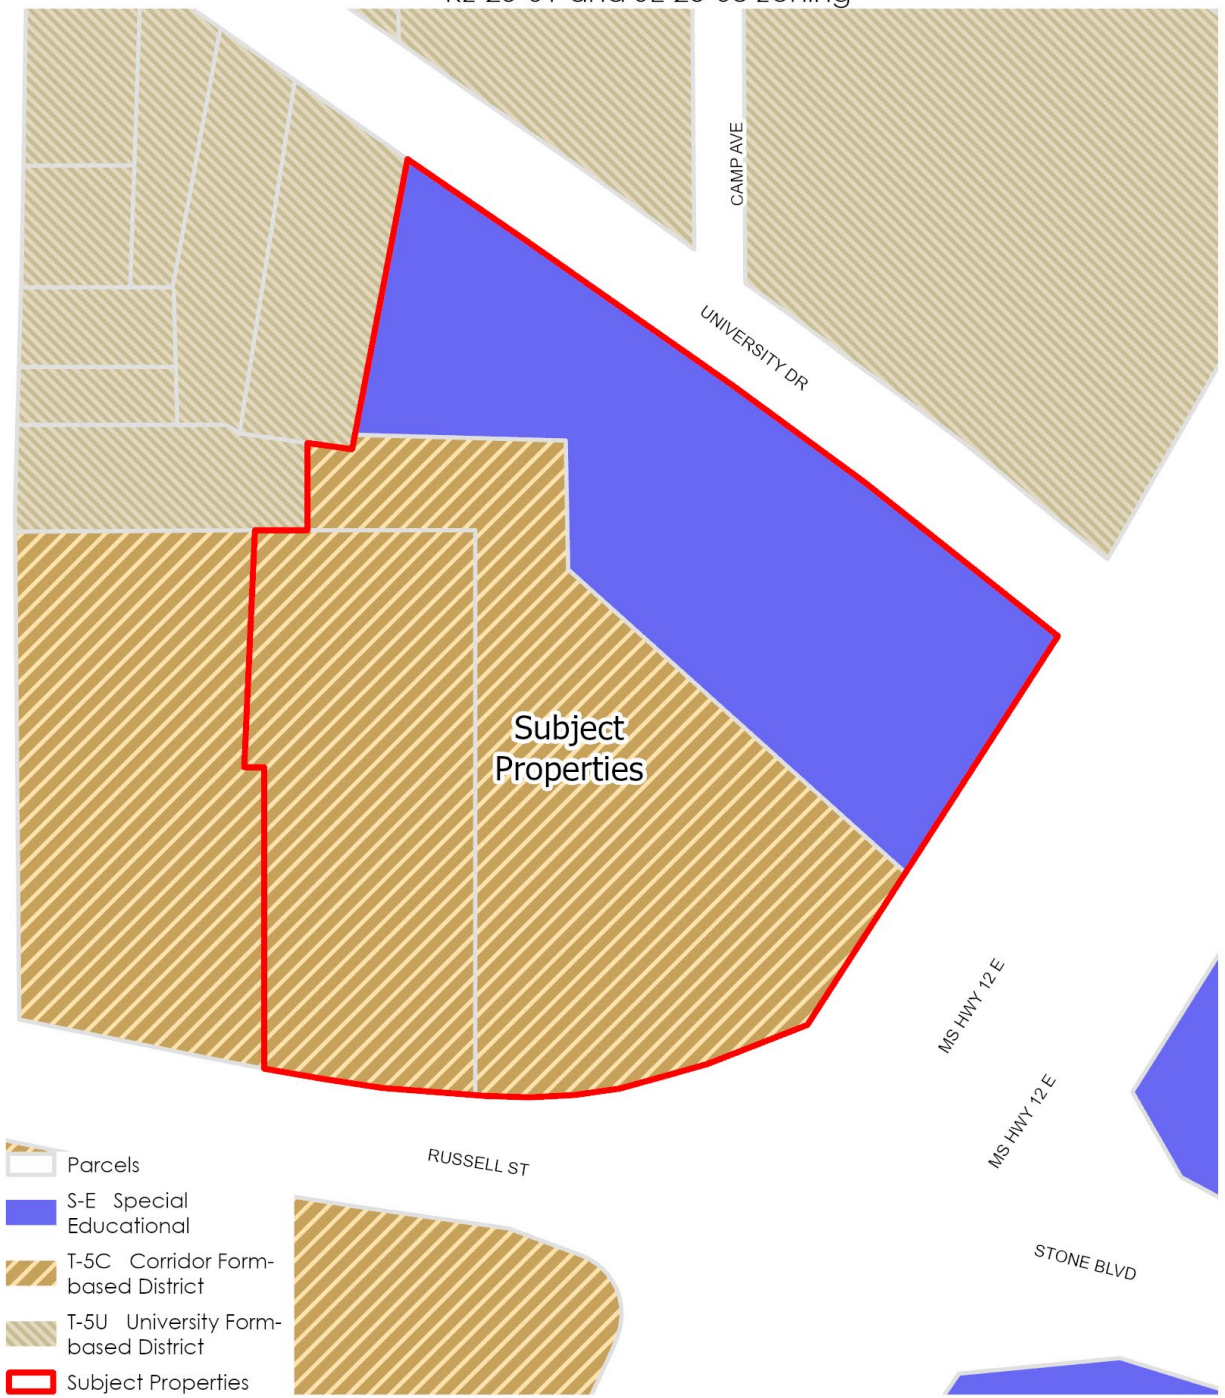 CAMP AVE
UNIVERSITY DR
Subject
Properties
MS HWY 12 E
MS HWY 12 E
RUSSELL ST
STONE BLVD
Parcels
S-E Special
Educational
T-5C Corridor Form-
based District
T-5U University Form-
based District
Subject Properties